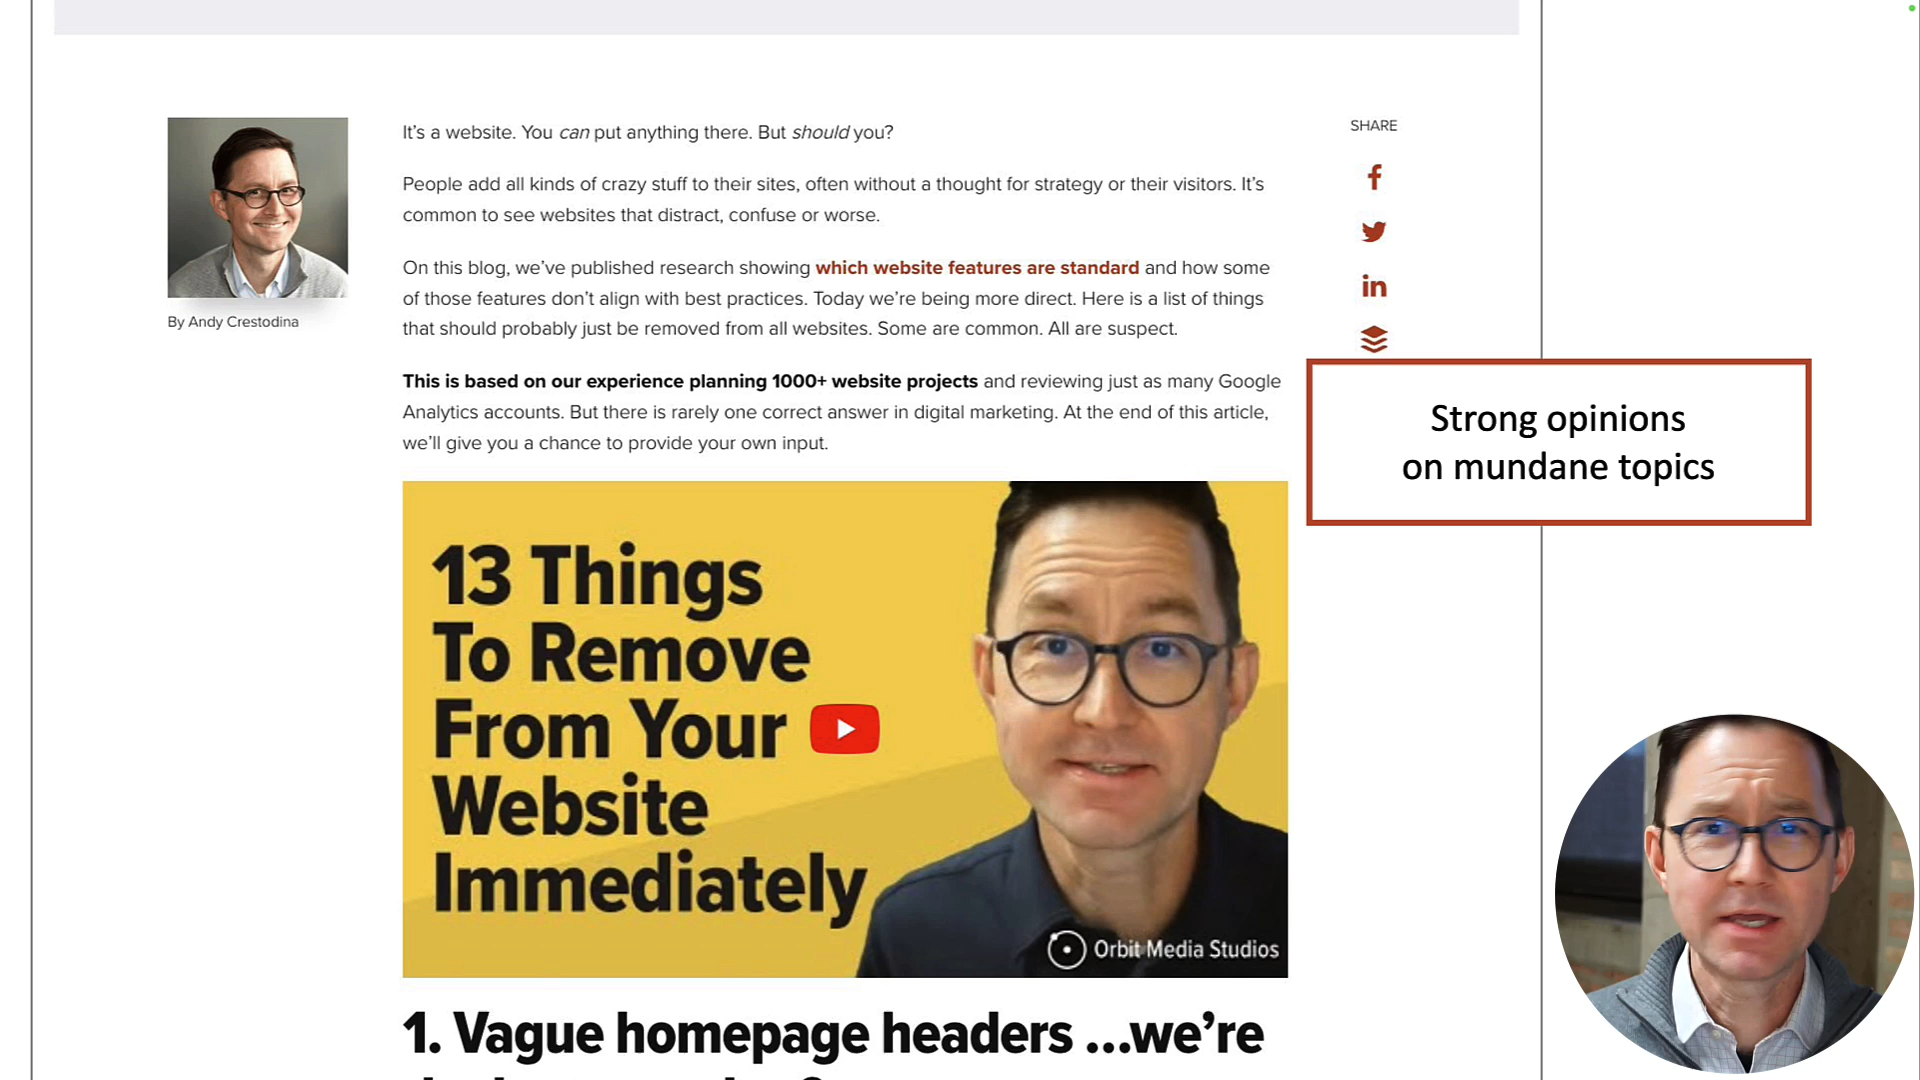 It's a website. You can put anything there. But should you?
People add all kinds of crazy stuff to their sites, often without a thought for strategy or their visitors. It's
common to see websites that distract, confuse or worse.
On this blog, we've published research showing which website features are standard and how some
of those features don't align with best practices. Today we're being more direct. Here is a list of things
that should probably just be removed from all websites. Some are common. All are suspect.
This is based on our experience planning 1000+ website projects and reviewing just as many Google
Analytics accounts. But there is rarely one correct answer in digital marketing. At the end of this article,
we'll give you a chance to provide your own input.
By Andy Crestodina
SHARE
Strong opinions
on mundane topics
13 Things
To Remove
From Your
Website
Immediately
Orbit Media Studios
1. Vague homepage headers ...we're